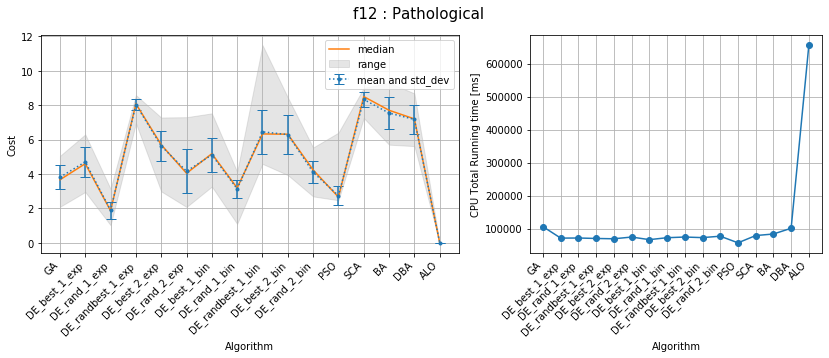 f12 : Pathological
12
10
8
6
4
2
0
Cost
median
range
mean and std_dev
GA
DE_best_1_exp
DE_rand_1_exp
DE_randbest_1_exp
DE_best_2_exp
DE_rand_2_exp
DE_best_1_bin
DE_rand_1_bin
DE_randbest_1_bin
DE_best_2_bin
DE_rand_2_bin
PSO
SCA
BA
DBA
ALO
Algorithm
600000
500000
400000
300000
200000
100000
CPU Total Running time [ms]
GA
DE_best_1_exp
DE_rand_1_exp
DE_randbest_1_exp
DE_best_2_exp
DE_rand_2_exp
DE_best_1_bin
DE_rand_1_bin
DE_randbest_1_bin
DE_best_2_bin
DE_rand_2_bin
PSO
SCA
BA
DBA
ALO
Algorithm